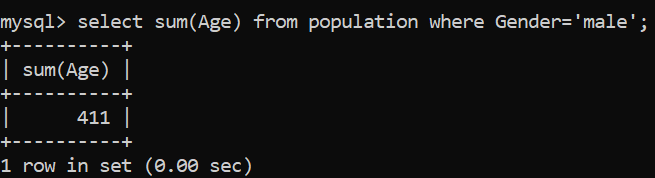 mysql> select sum(Age) from population where Gender='male';
+----------+
| sum(Age) |
+----------+
|      411 |
+----------+
1 row in set (0.00 sec)